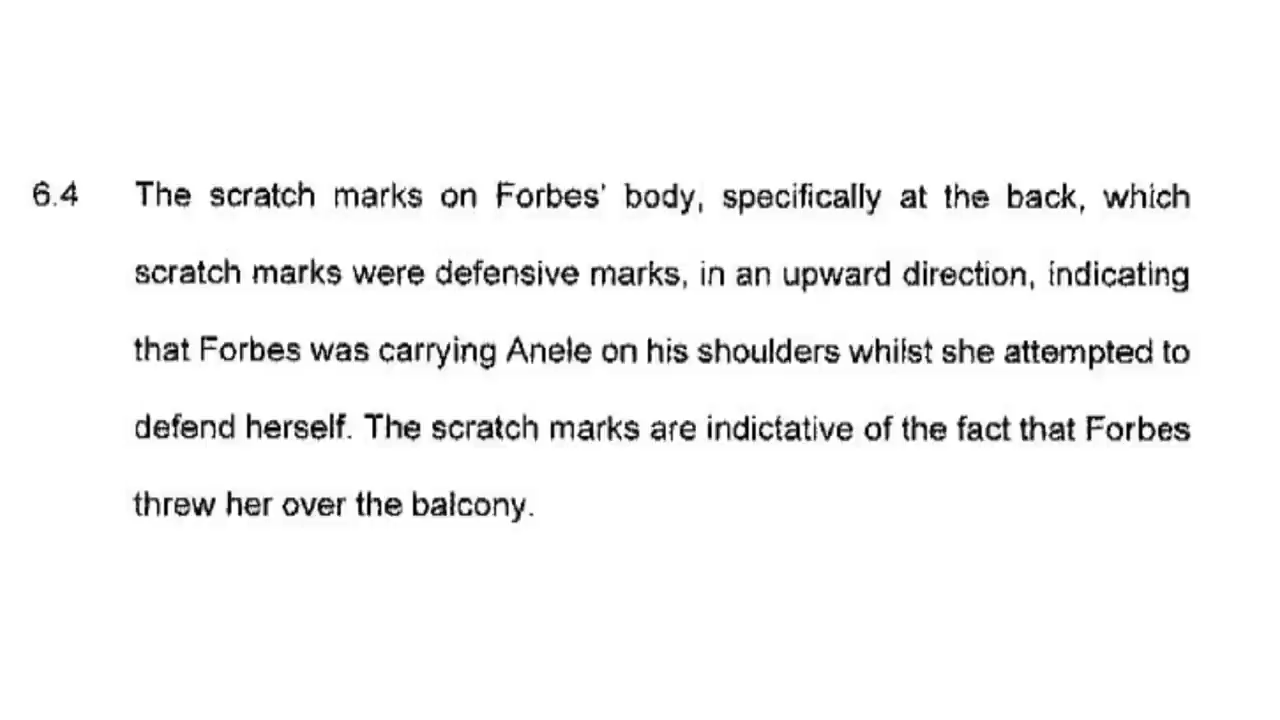 6.4 The scratch marks on Forbes' body, specifically at the back, which
scratch marks were defensive marks, in an upward direction, indicating
that Forbes was carrying Anele on his shoulders whilst she attempted to
defend herself. The scratch marks are indictative of the fact that Forbes
threw her over the balcony.